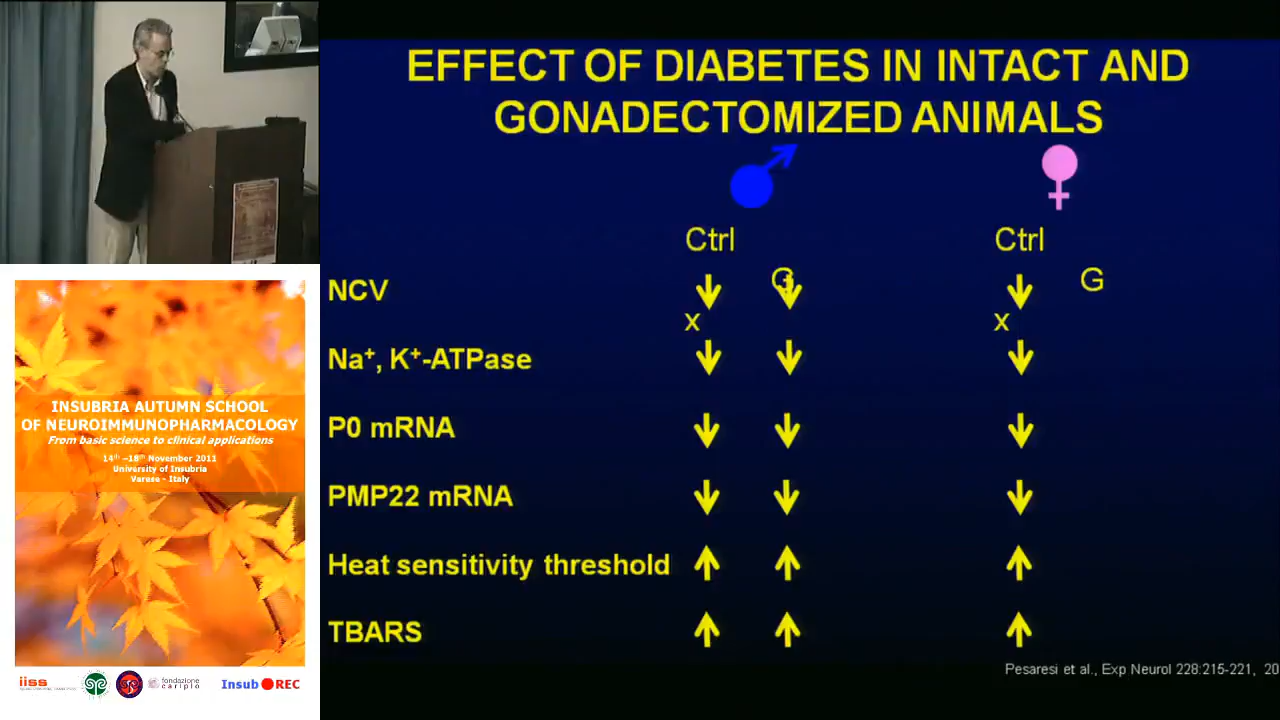 EFFECT OF DIABETES IN INTACT AND
GONADECTOMIZED ANIMALS
Ctrl
G
x
Ctrl
G
x
NCV
Na⁺, K⁺-ATPase
P0 mRNA
PMP22 mRNA
Heat sensitivity threshold
TBARS
Pesaresi et al., Exp Neurol 228:215-221, 20
INSUBRIA AUTUMN SCHOOL
OF NEUROIMMUNOPHARMACOLOGY
From basic science to clinical applications
14th –18th November 2011
University of Insubria
Varese - Italy
iiss
fondazione
cariplo
Insub REC